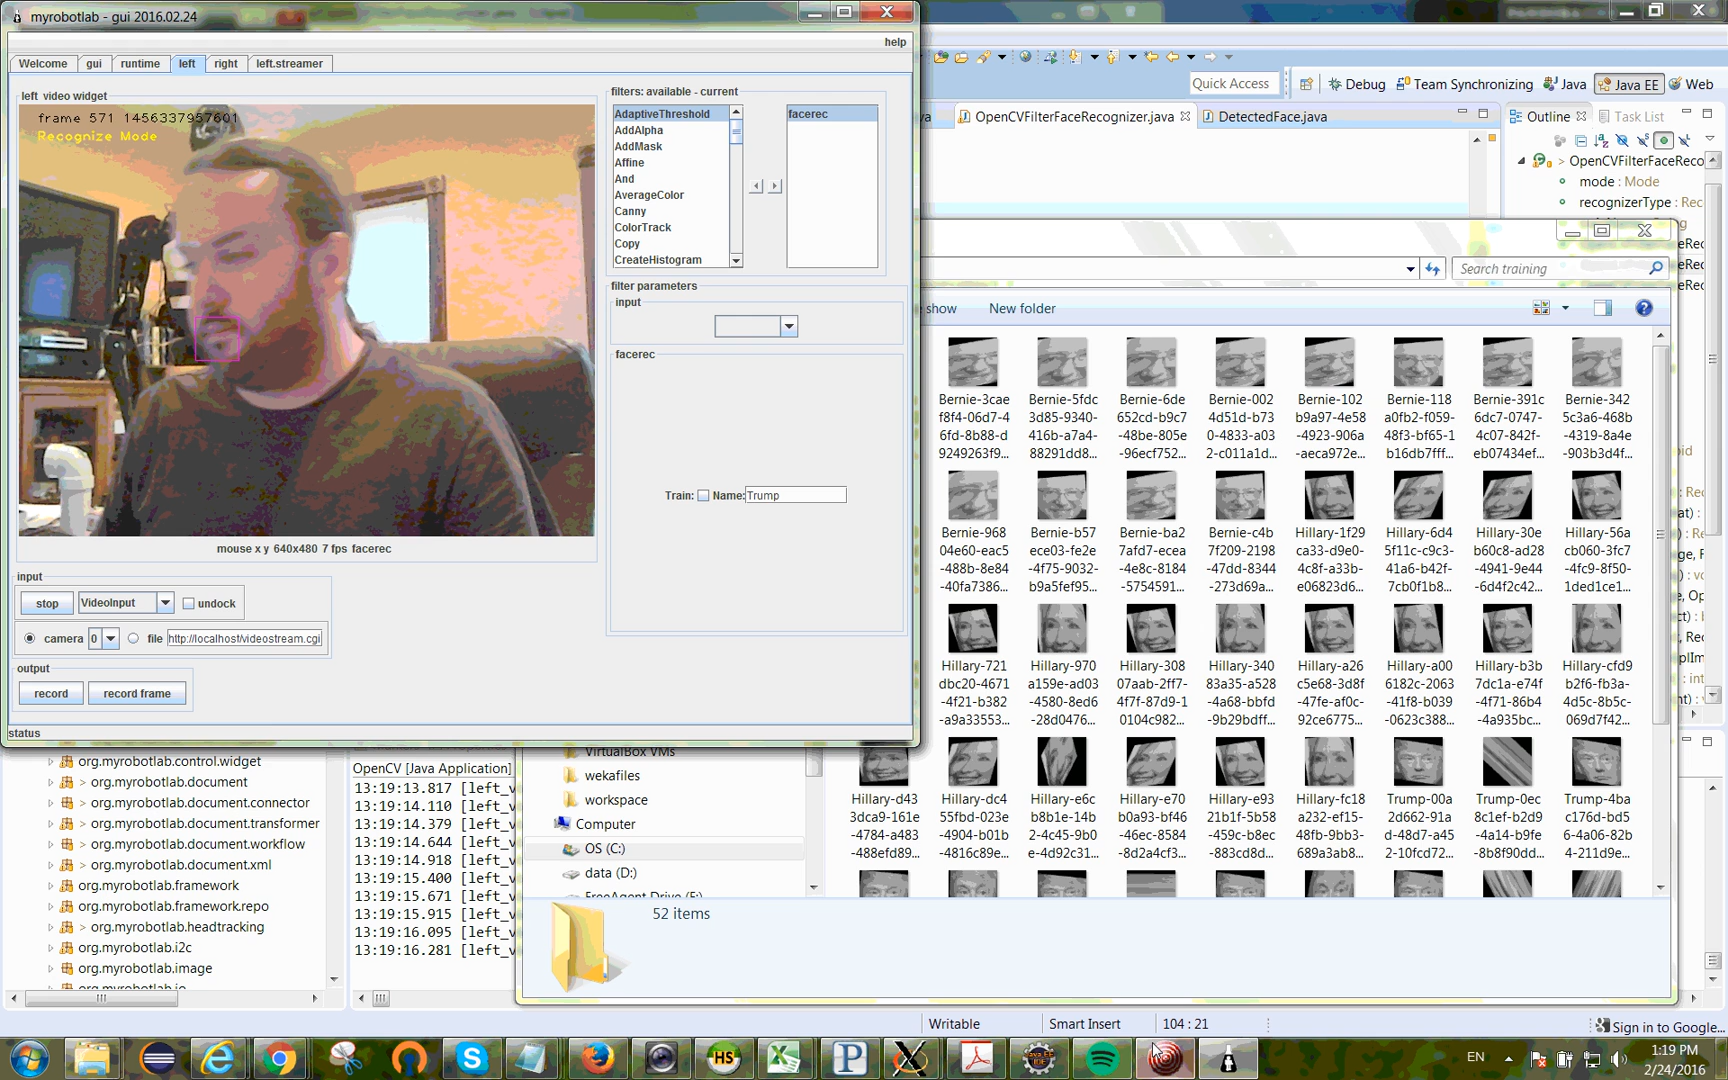 myrobotlab - gui 2016.02.24
help
Welcome gui runtime left right left.streamer
left video widget
frame 571 1456337957601
Recognize Mode
mouse x y 640x480 7 fps facerec
input
stop VideoInput undock
camera 0 file http://localhost/videostream.cgi
output
record record frame
status
filters: available - current
AdaptiveThreshold
AddAlpha
AddMask
Affine
And
AverageColor
Canny
ColorTrack
Copy
CreateHistogram
facerec
filter parameters
input
facerec
Train: Name: Trump
Quick Access Debug Team Synchronizing Java Java EE Web
OpenCVFilterFaceRecognizer.java DetectedFace.java
Outline Task List
OpenCVFilterFaceReco
mode : Mode
recognizerType : Rec
Search training
show New folder
Bernie-3cae Bernie-5fdc Bernie-6de Bernie-002 Bernie-102 Bernie-118 Bernie-391c Bernie-342
f8f4-06d7-4 3d85-9340- 652cd-b9c7 4d51d-b73 b9a97-4e58 a0fb2-f059- 6dc7-0747- 5c3a6-468b
6fd-8b88-d 416b-a7a4- -48be-805e 0-4833-a03 -4923-906a 48f3-bf65-1 4c07-842f- -4319-8a4e
9249263f9... 88291dd8... -96ecf752... 2-c011a1d... -aeca972e... b16db7fff... eb07434ef... -903b3d4f...
Bernie-968 Bernie-b57 Bernie-ba2 Bernie-c4b Hillary-1f29 Hillary-6d4 Hillary-30e Hillary-56a
04e60-eac5 ece03-fe2e 7afd7-ecea 7f209-2198 ca33-d9e0- 5f11c-c9c3- b60c8-ad28 cb060-3fc7
-488b-8e84 -4f75-9032- -4e8c-8184 -47dd-8344 4c8f-a33b- 41a6-b42f- -4941-9e44 -4fc9-8f50-
-40fa7386... b9a5fef95... -5754591... -273d69a... e06823d6... 7cb0f1b8... -6d4f2c42... 1ded1ce1...
Hillary-721 Hillary-970 Hillary-308 Hillary-340 Hillary-a26 Hillary-a00 Hillary-b3b Hillary-cfd9
dbc20-4671 a159e-ad03 07aab-2ff7- 83a35-a528 c5e68-3d8f 6182c-2063 7dc1a-e74f b2f6-fb3a-
-4f21-b382 -4580-8ed6 4f7f-87d9-1 -4a68-bbfd -47fe-af0c- -41f8-b039 -4f71-86b4 4d5c-8b5c-
-a9a33553... -28d0476... 0104c982... -9b29bdff... 92ce6775... -0623c388... -4a935bc... 069d7f42...
Hillary-d43 Hillary-dc4 Hillary-e6c Hillary-e70 Hillary-e93 Hillary-fc18 Trump-00a Trump-0ec Trump-4ba
3dca9-161e 55fbd-023e b8b1e-14b b0a93-bf46 21b1f-5b58 a232-ef15- 2d662-91a 8c1ef-b2d9 c176d-bd5
-4784-a483 -4904-b01b 2-4c45-9b0 -46ec-8584 -459c-b8ec -48fb-9bb3- d-48d7-a45 -4a14-b9fe 6-4a06-82b
-488efd89... -4816c89e... e-4d92c31... -8d2a4cf3... -883cd8d... 689a3ab8... 2-10fcd72... -8b8f90dd... 4-211d9e...
VirtualBox VMs
wekafiles
workspace
Computer
OS (C:)
data (D:)
FreeAgent Drive (F:)
52 items
org.myrobotlab.control.widget
org.myrobotlab.document
org.myrobotlab.document.connector
org.myrobotlab.document.transformer
org.myrobotlab.document.workflow
org.myrobotlab.document.xml
org.myrobotlab.framework
org.myrobotlab.framework.repo
org.myrobotlab.headtracking
org.myrobotlab.i2c
org.myrobotlab.image
org.myrobotlab.io
OpenCV [Java Application]
13:19:13.817 [left_v
13:19:14.110 [left_v
13:19:14.379 [left_v
13:19:14.644 [left_v
13:19:14.918 [left_v
13:19:15.400 [left_v
13:19:15.671 [left_v
13:19:15.915 [left_v
13:19:16.095 [left_v
13:19:16.281 [left_v
Writable Smart Insert 104 : 21
Sign in to Google...
EN
1:19 PM
2/24/2016